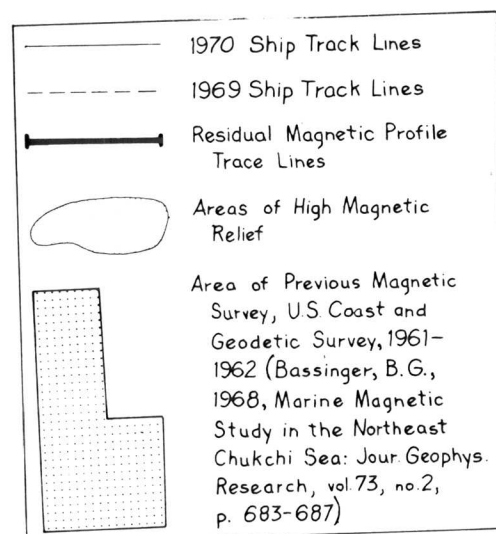 1970 Ship Track Lines
1969 Ship Track Lines
Residual Magnetic Profile
Trace Lines
Areas of High Magnetic
Relief
Area of Previous Magnetic
Survey, U.S. Coast and
Geodetic Survey, 1961-
1962 (Bassinger, B.G.,
1968, Marine Magnetic
Study in the Northeast
Chukchi Sea: Jour. Geophys.
Research, vol. 73, no. 2,
p. 683-687)